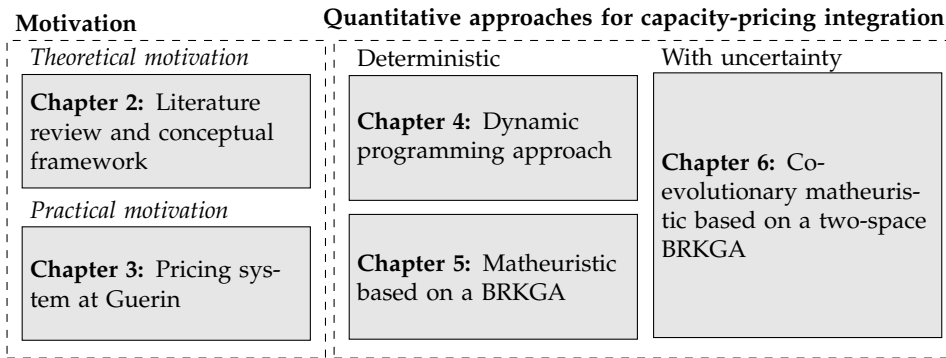 Motivation
Theoretical motivation
Chapter 2: Literature
review and conceptual
framework
Practical motivation
Chapter 3: Pricing sys-
tem at Guerin
Quantitative approaches for capacity-pricing integration
Deterministic
Chapter 4: Dynamic
programming approach
Chapter 5: Matheuristic
based on a BRKGA
With uncertainty
Chapter 6: Co-
evolutionary matheuris-
tic based on a two-space
BRKGA